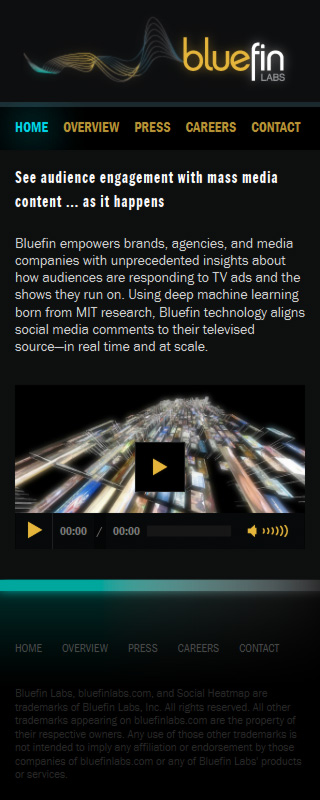 bluefin
LABS
HOME OVERVIEW PRESS CAREERS CONTACT
See audience engagement with mass media
content ... as it happens
Bluefin empowers brands, agencies, and media
companies with unprecedented insights about
how audiences are responding to TV ads and the
shows they run on. Using deep machine learning
born from MIT research, Bluefin technology aligns
social media comments to their televised
source—in real time and at scale.
00:00 / 00:00
HOME OVERVIEW PRESS CAREERS CONTACT
Bluefin Labs, bluefinlabs.com, and Social Heatmap are
trademarks of Bluefin Labs, Inc. All rights reserved. All other
trademarks appearing on bluefinlabs.com are the property of
their respective owners. Any use of those other trademarks is
not intended to imply any affiliation or endorsement by those
companies of bluefinlabs.com or any of Bluefin Labs' products
or services.